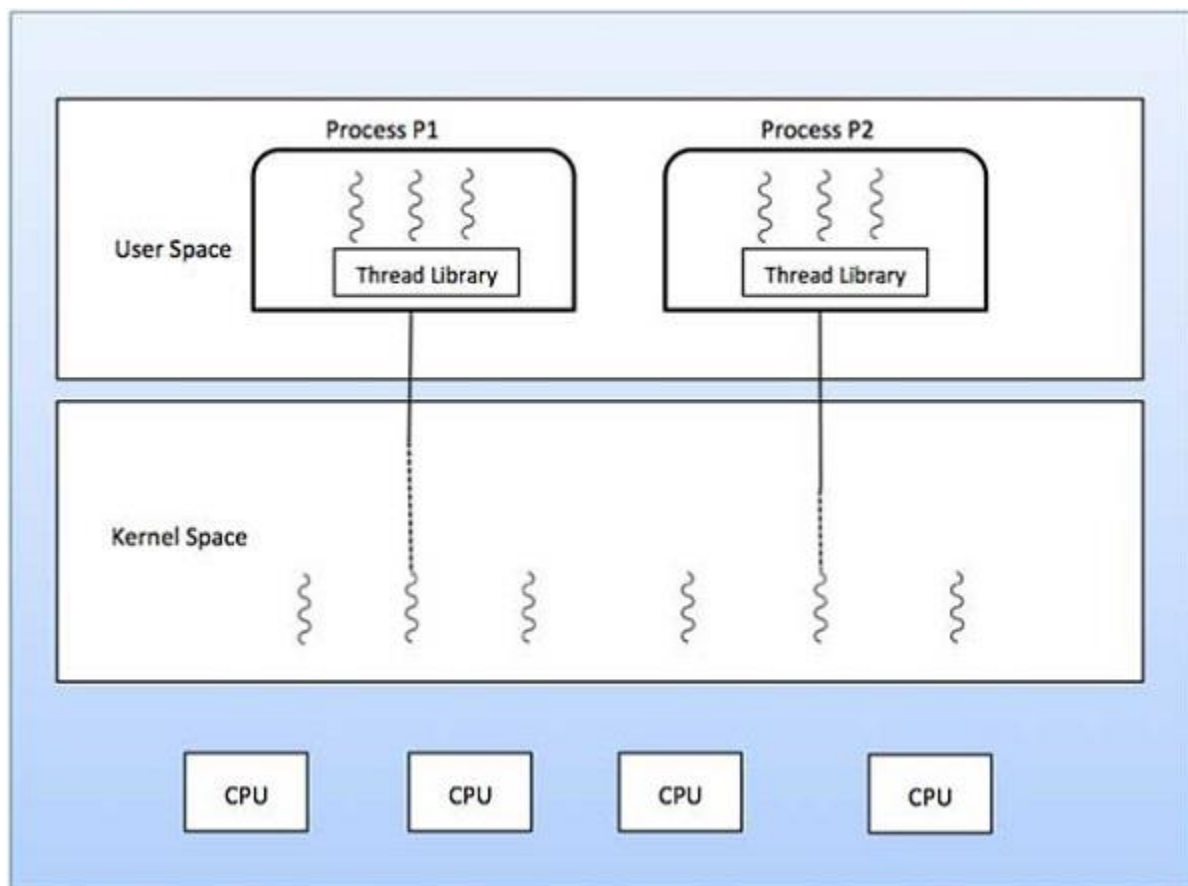 Process P1
Process P2
User Space
Thread Library
Thread Library
Kernel Space
CPU
CPU
CPU
CPU